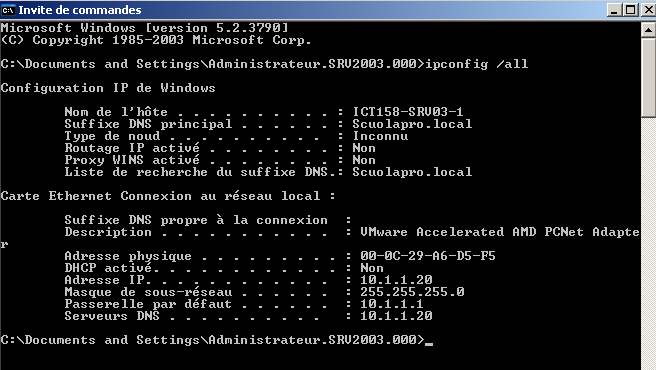 Invite de commandes
Microsoft Windows [version 5.2.3790]
(C) Copyright 1985-2003 Microsoft Corp.
C:\Documents and Settings\Administrateur.SRV2003.000>ipconfig /all
Configuration IP de Windows
Nom de l'hôte . . . . . . . . . . . : ICT158-SRV03-1
Suffixe DNS principal . . . . . . . : Scuolapro.local
Type de noud . . . . . . . . . . . : Inconnu
Routage IP activé . . . . . . . . . : Non
Proxy WINS activé . . . . . . . . . : Non
Liste de recherche du suffixe DNS.: Scuolapro.local
Carte Ethernet Connexion au réseau local :
Suffixe DNS propre à la connexion :
Description . . . . . . . . . . . : VMware Accelerated AMD PCNet Adapte
r
Adresse physique . . . . . . . . . : 00-0C-29-A6-D5-F5
DHCP activé. . . . . . . . . . . . : Non
Adresse IP. . . . . . . . . . . . : 10.1.1.20
Masque de sous-réseau . . . . . . : 255.255.255.0
Passerelle par défaut . . . . . . : 10.1.1.1
Serveurs DNS . . . . . . . . . . : 10.1.1.20
C:\Documents and Settings\Administrateur.SRV2003.000>_